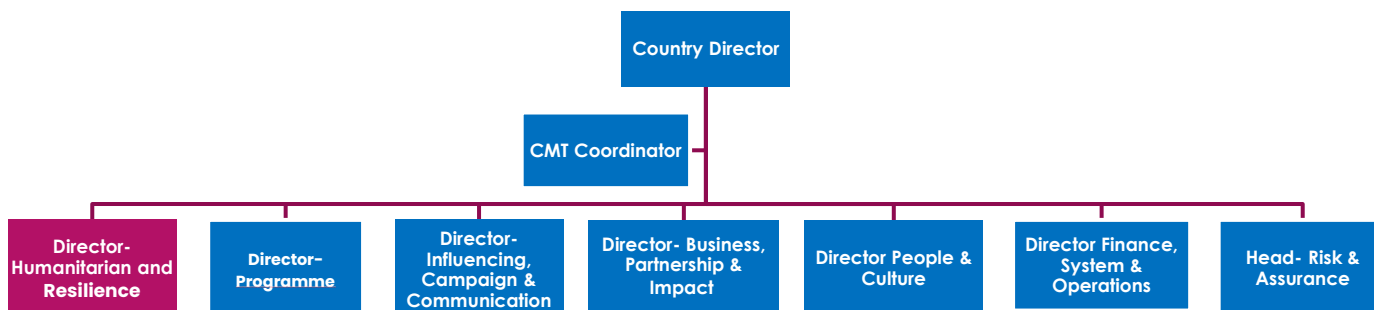 Country Director
CMT Coordinator
Director-
Humanitarian and
Resilience
Director-
Programme
Director-
Influencing,
Campaign &
Communication
Director- Business,
Partnership &
Impact
Director People &
Culture
Director Finance,
System &
Operations
Head- Risk &
Assurance